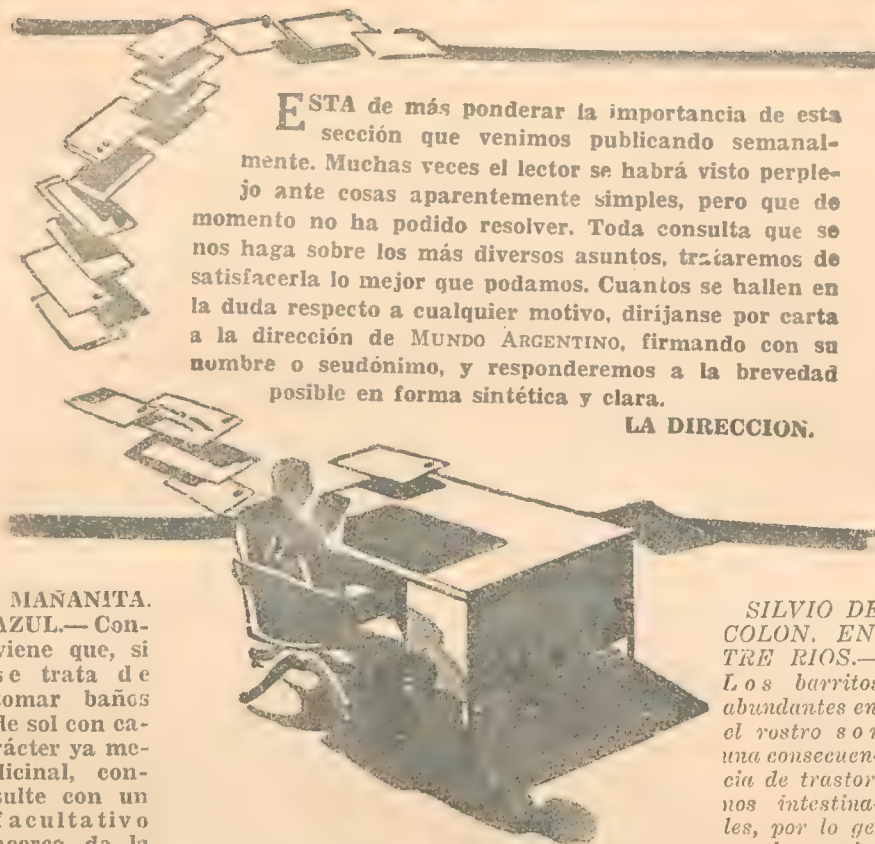 ESTA de más ponderar la importancia de esta
sección que venimos publicando semanal-
mente. Muchas veces el lector se habrá visto perple-
jo ante cosas aparentemente simples, pero que de
momento no ha podido resolver. Toda consulta que se
nos haga sobre los más diversos asuntos, trataremos de
satisfacerla lo mejor que podamos. Cuantos se hallen en
la duda respecto a cualquier motivo, diríjanse por carta
a la dirección de MUNDO ARGENTINO, firmando con su
nombre o seudónimo, y responderemos a la brevedad
posible en forma sintética y clara.
LA DIRECCION.
MAÑANITA.
AZUL.— Con-
viene que, si
se trata de
tomar baños
de sol con ca-
rácter ya me-
dicinal, con-
sulte con un
facultativo
acerca de la
SILVIO DE
COLON. EN-
TRE RIOS.—
Los barritos
abundantes en
el rostro son
una consecuen-
cia de trastor-
nos intestina-
les, por lo ge-